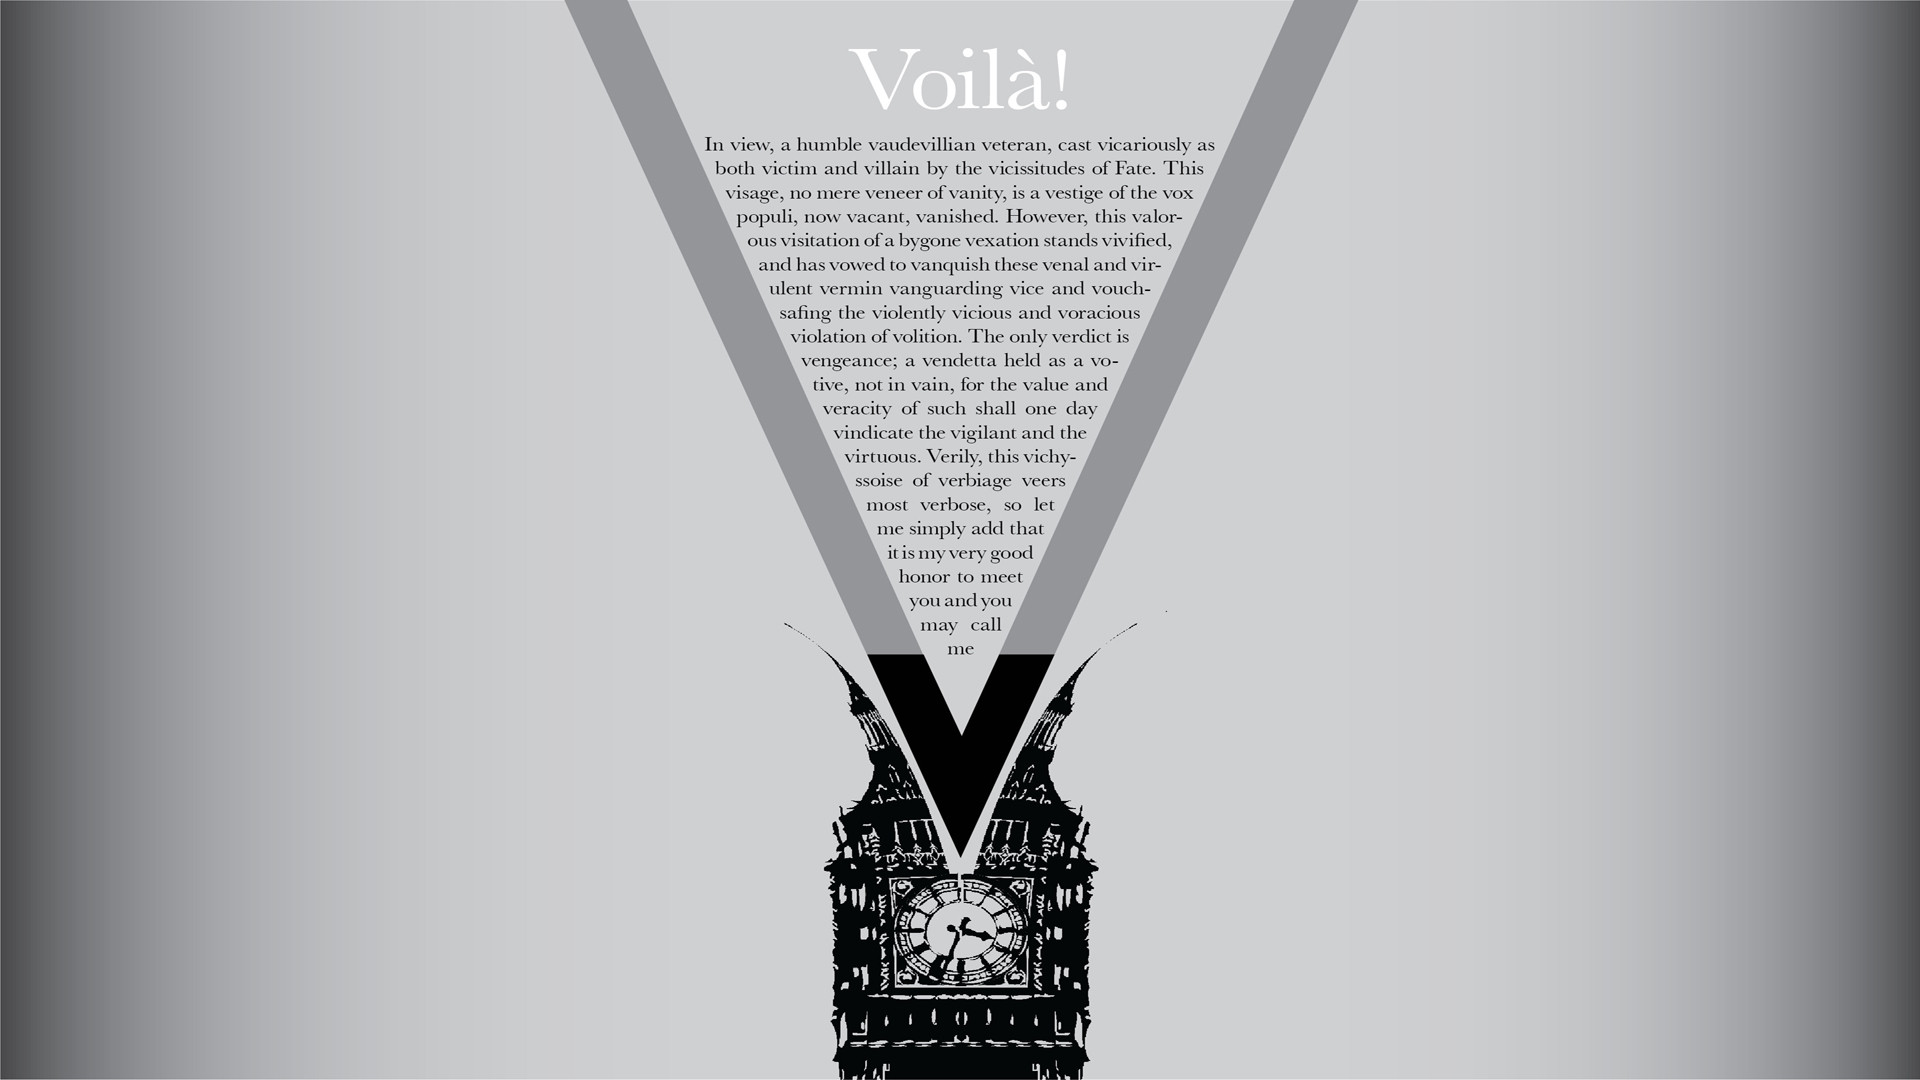 Voilà!
In view, a humble vaudevillian veteran, cast vicariously as
both victim and villain by the vicissitudes of Fate. This
visage, no mere veneer of vanity, is a vestige of the vox
populi, now vacant, vanished. However, this valor-
ous visitation of a bygone vexation stands vivified,
and has vowed to vanquish these venal and vir-
ulent vermin vanguarding vice and vouch-
safing the violently vicious and voracious
violation of volition. The only verdict is
vengeance; a vendetta held as a vo-
tive, not in vain, for the value and
veracity of such shall one day
vindicate the vigilant and the
virtuous. Verily, this vichy-
ssoise of verbiage veers
most verbose, so let
me simply add that
it is my very good
honor to meet
you and you
may call
me
V